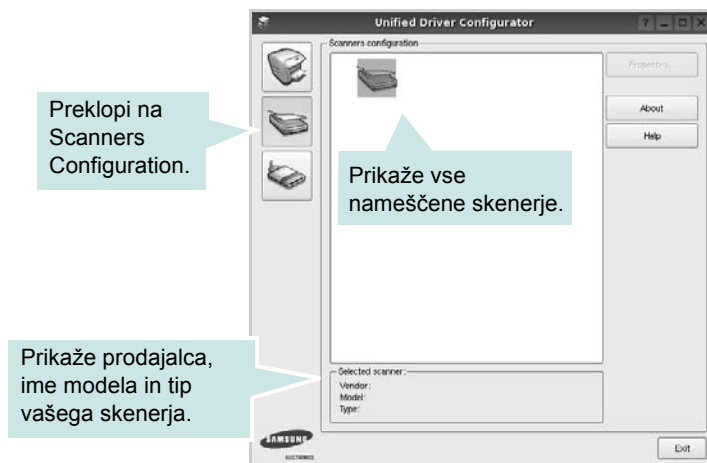 Unified Driver Configurator
Scanners configuration
Properties...
About
Help
Preklopi na
Scanners
Configuration.
Prikaže vse
nameščene skenerje.
Prikaže prodajalca,
ime modela in tip
vašega skenerja.
Selected scanner:
Vendor:
Model:
Type:
SAMSUNG
ELECTRONICS
Exit